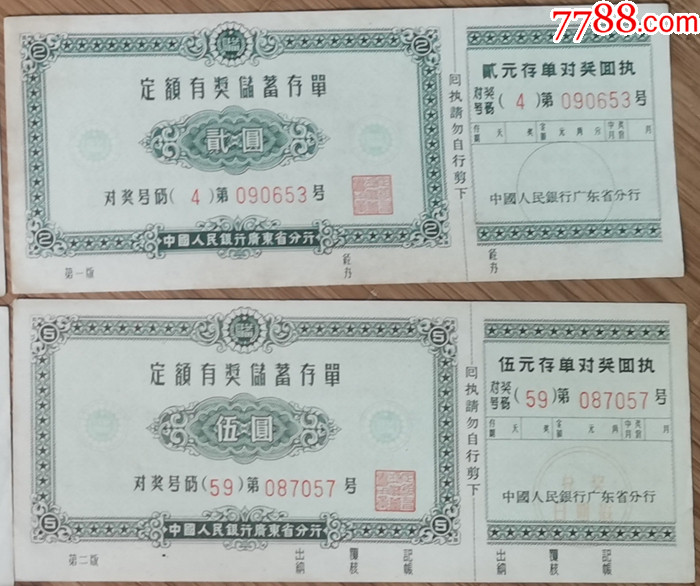 7788.com
定額有獎儲蓄存單
貳圓
对奖号码(4)第090653号
中國人民銀行廣東省分行
第一版
回执請勿自行剪下
貳元存单对奖回执
对奖号码(4)第090653号
中國人民銀行广东省分行
定額有獎儲蓄存單
伍圓
对奖号码(59)第087057号
中國人民銀行廣東省分行
第二版
出納 覆核 記帳
回执請勿自行剪下
伍元存单对奖回执
对奖号码(59)第087057号
中國人民銀行广东省分行
出納 覆核 記帳